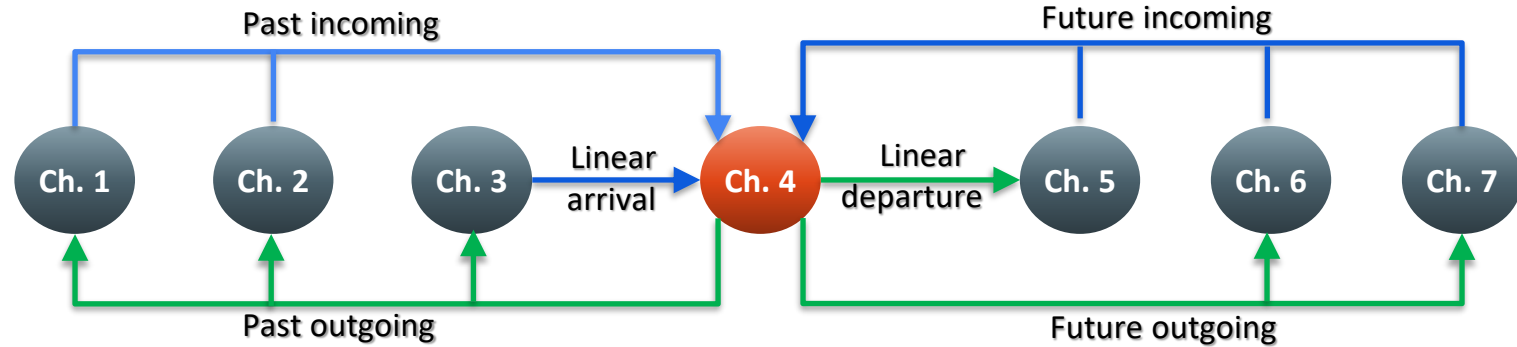 Past incoming
Future incoming
Ch. 1
Ch. 2
Ch. 3
Linear
arrival
Ch. 4
Linear
departure
Ch. 5
Ch. 6
Ch. 7
Past outgoing
Future outgoing